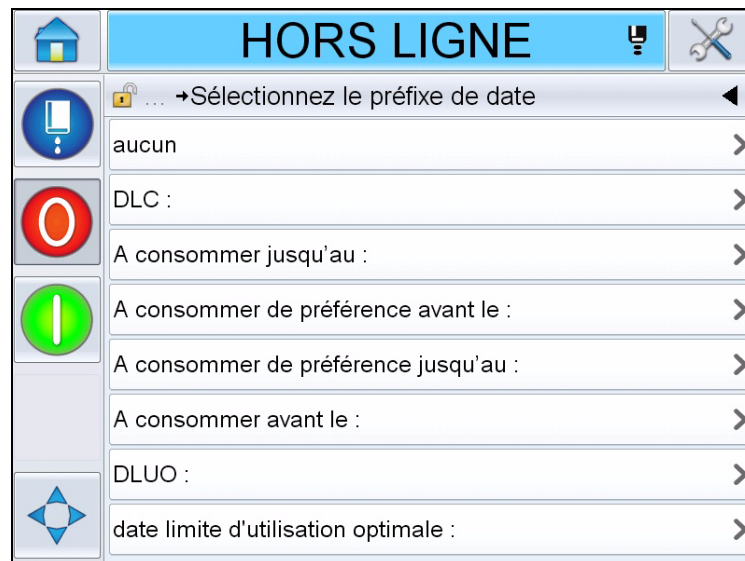 HORS LIGNE
... →Sélectionnez le préfixe de date
aucun
DLC :
A consommer jusqu'au :
A consommer de préférence avant le :
A consommer de préférence jusqu'au :
A consommer avant le :
DLUO :
date limite d'utilisation optimale :